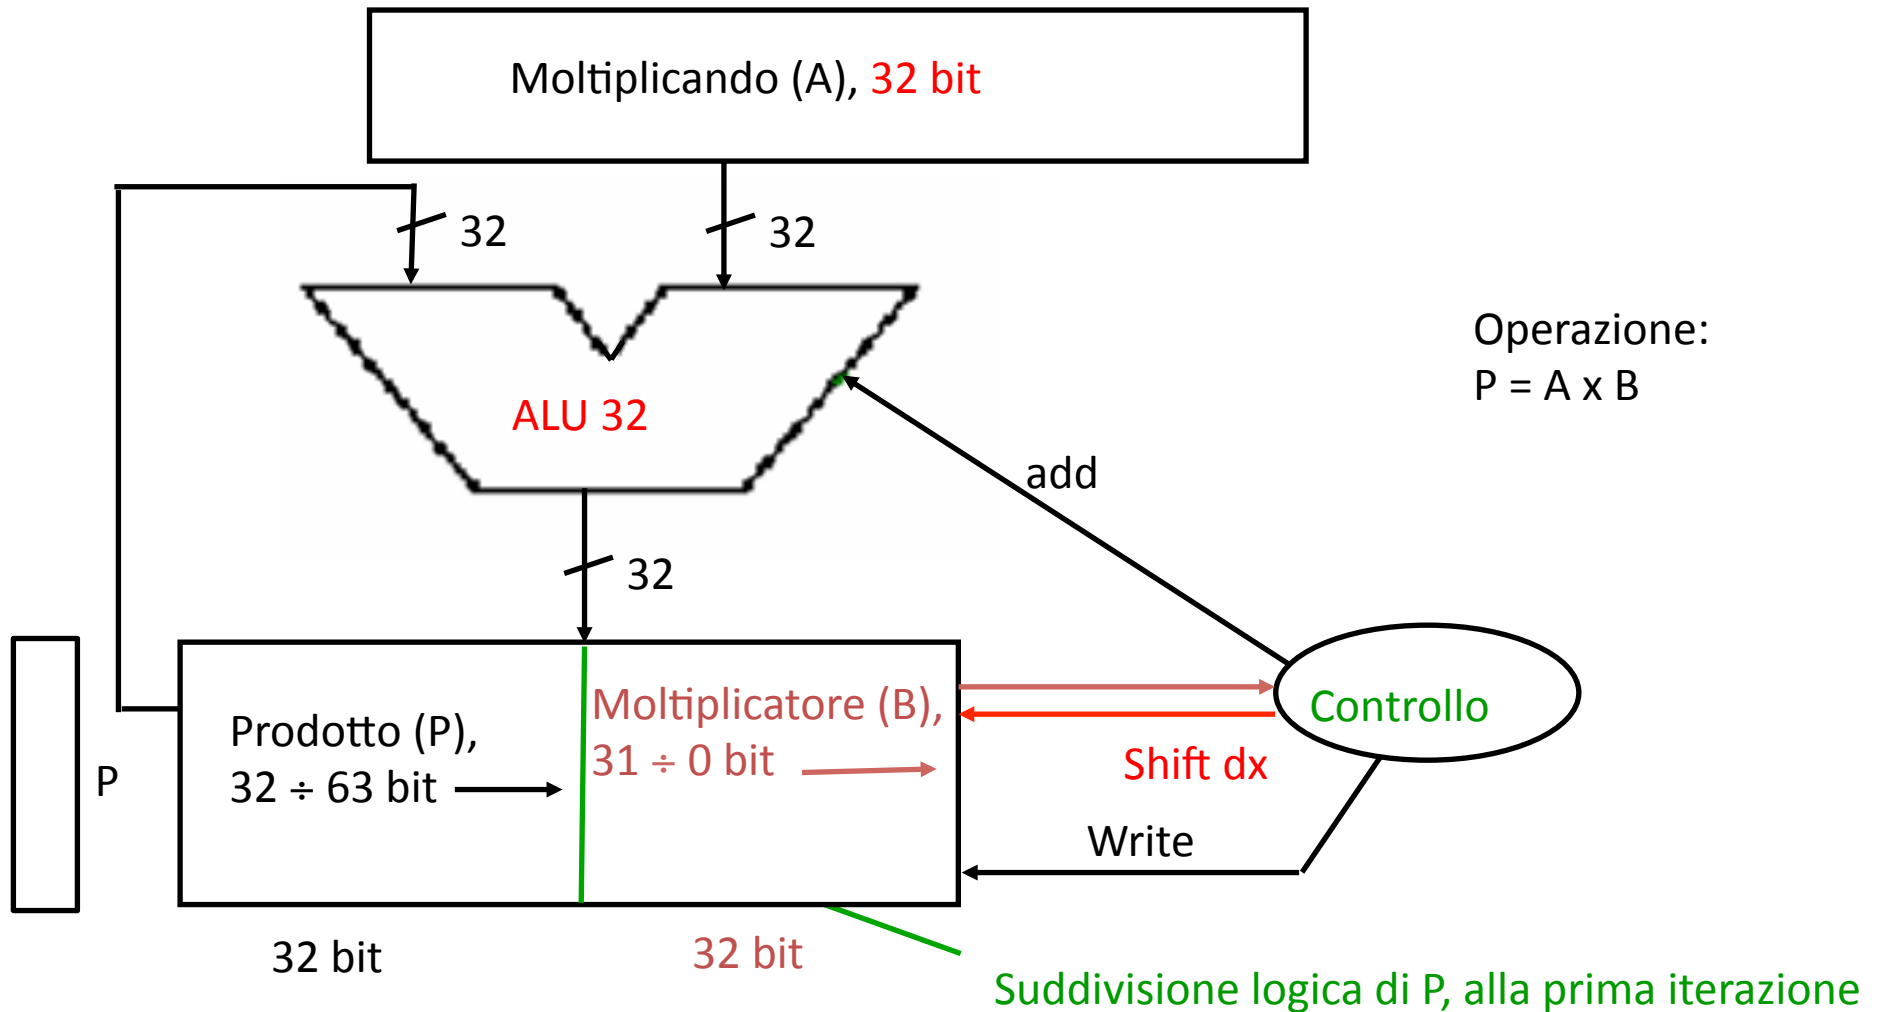 Moltiplicando (A), 32 bit
32
32
Operazione:
P = A x B
ALU 32
add
32
Moltiplicatore (B),
31 ÷ 0 bit
Prodotto (P),
32 ÷ 63 bit
P
Controllo
Shift dx
Write
32 bit
32 bit
Suddivisione logica di P, alla prima iterazione